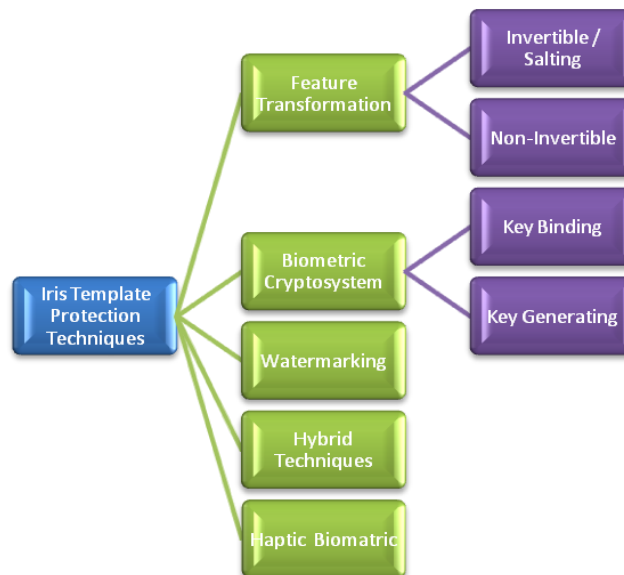 Invertible /
Salting
Feature
Transformation
Non-Invertible
Key Binding
Biometric
Cryptosystem
Iris Template
Protection
Techniques
Key Generating
Watermarking
Hybrid
Techniques
Haptic Biomatric